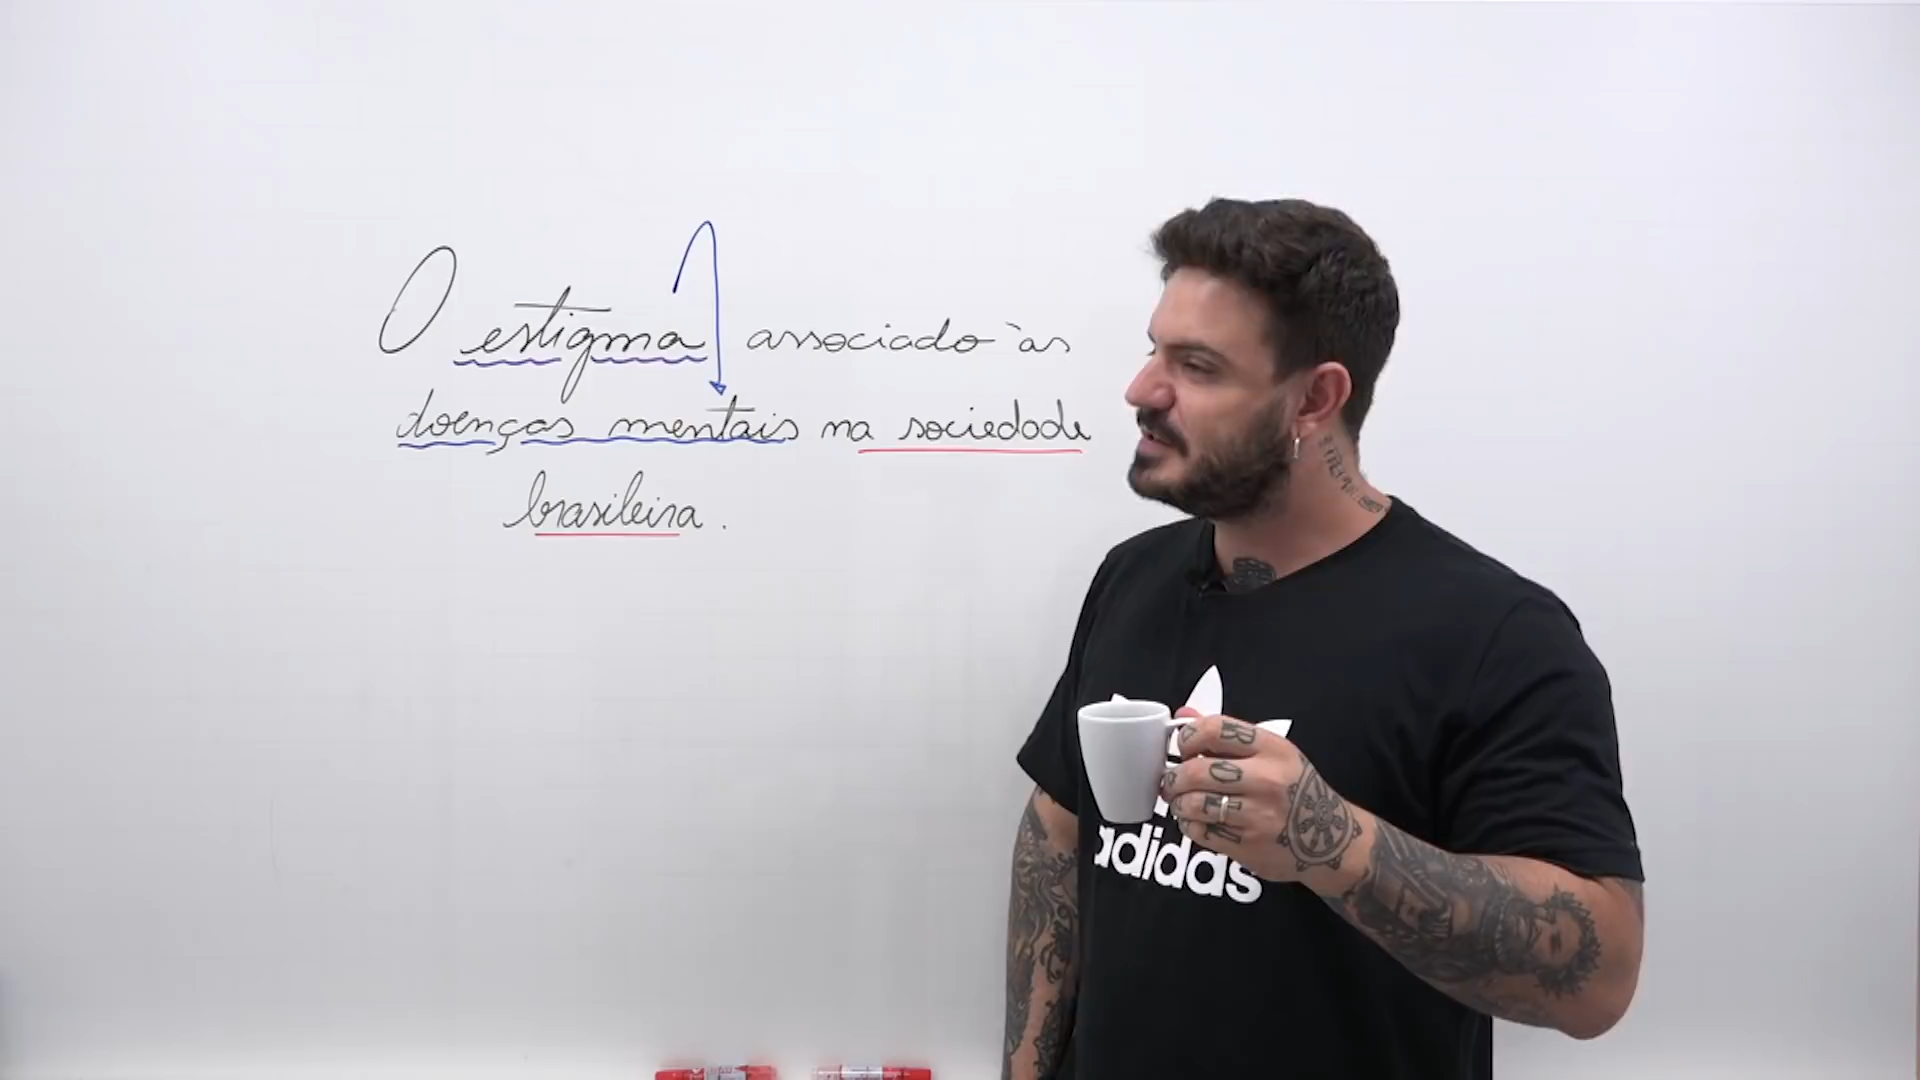 O estigma associado às
doenças mentais na sociedade
brasileira.
adidas